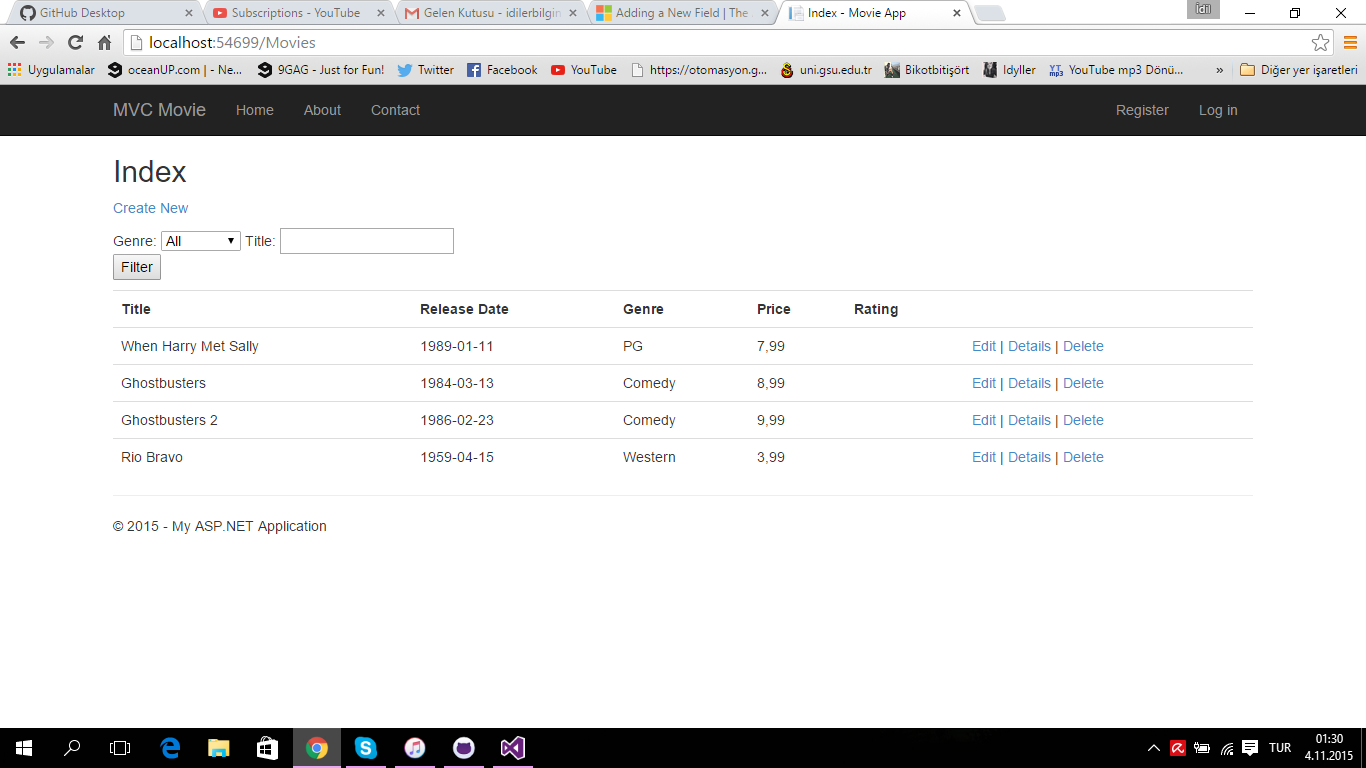 GitHub Desktop
Subscriptions - YouTube
Gelen Kutusu - idilerbilgin
Adding a New Field | The
Index - Movie App
İdil
localhost:54699/Movies
Uygulamalar
oceanUP.com | - Ne...
9GAG - Just for Fun!
Twitter
Facebook
YouTube
https://otomasyon.g...
uni.gsu.edu.tr
Bikotbitişört
Idyller
YouTube mp3 Dönü...
»
Diğer yer işaretleri
MVC Movie Home About Contact Register Log in
Index
Create New
Genre: All Title:
Filter
Title Release Date Genre Price Rating
When Harry Met Sally 1989-01-11 PG 7,99 Edit | Details | Delete
Ghostbusters 1984-03-13 Comedy 8,99 Edit | Details | Delete
Ghostbusters 2 1986-02-23 Comedy 9,99 Edit | Details | Delete
Rio Bravo 1959-04-15 Western 3,99 Edit | Details | Delete
© 2015 - My ASP.NET Application
TUR
01:30
4.11.2015